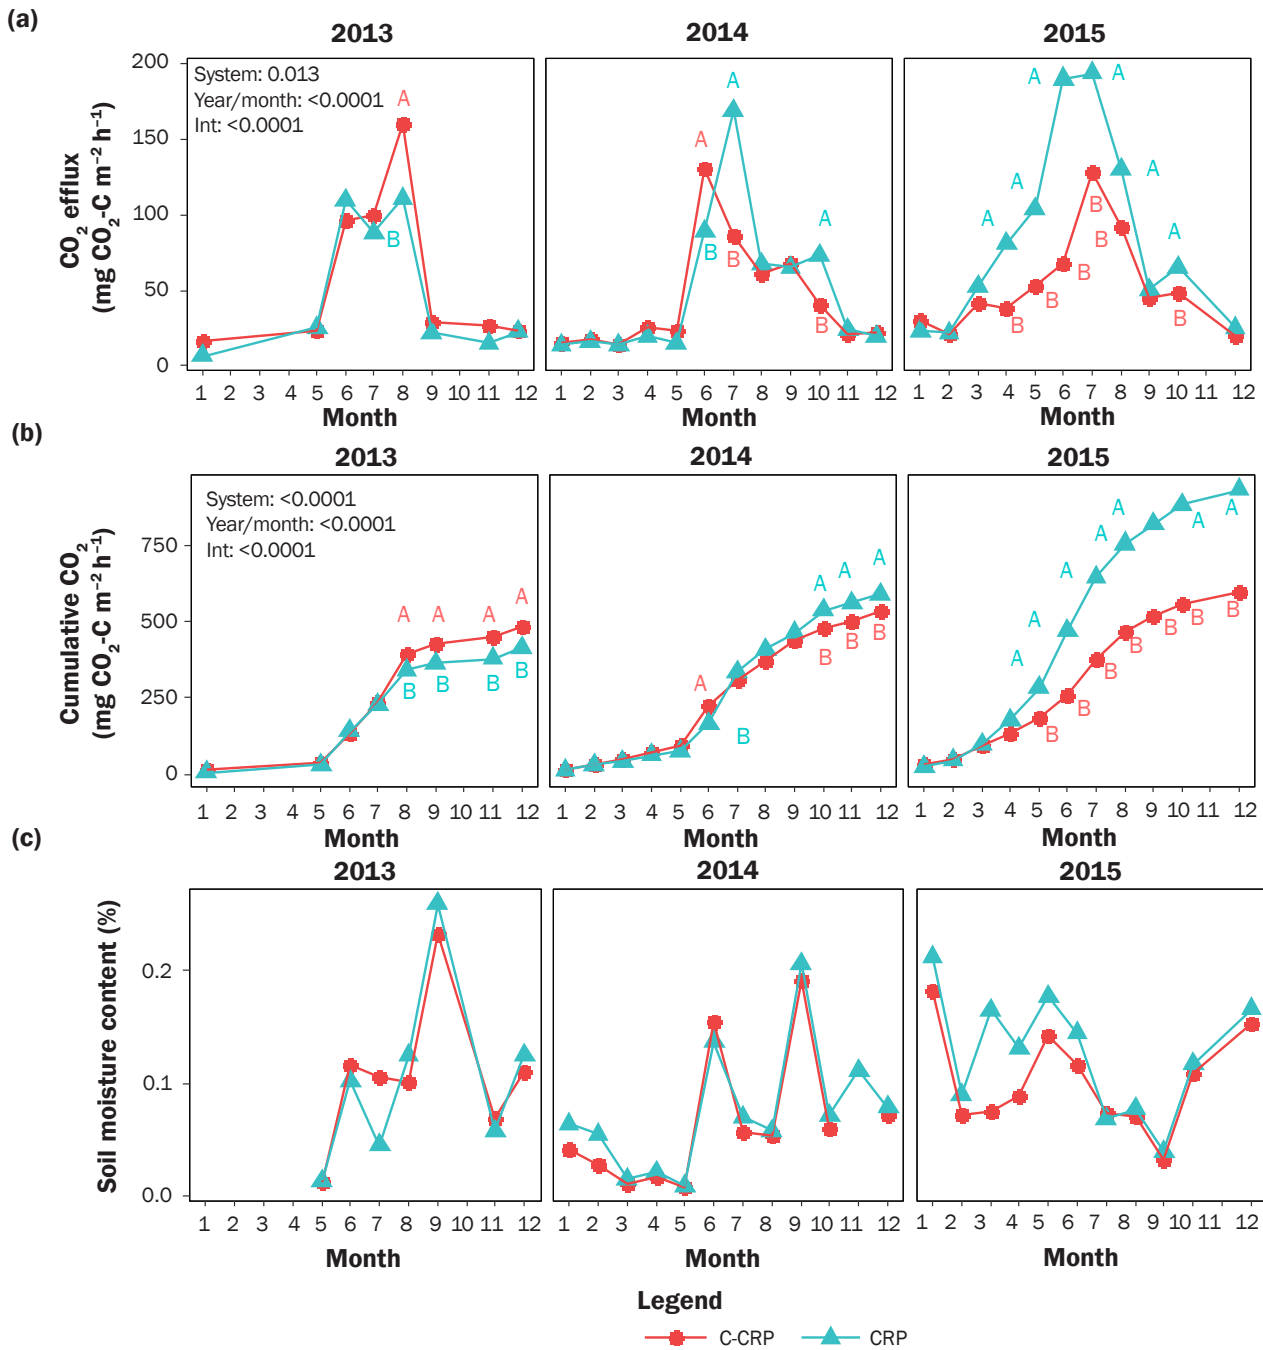 (a)
2013
2014
2015
CO2 efflux
(mg CO2-C m−2 h−1)
200
150
100
50
0
System: 0.013
Year/month: <0.0001
Int: <0.0001
A
B
A
B
A
B
A
B
A
A
A
A
A
A
B
B
B
B
B
B
B
1 2 3 4 5 6 7 8 9 10 11 12
1 2 3 4 5 6 7 8 9 10 11 12
1 2 3 4 5 6 7 8 9 10 12
Month
Month
Month
(b)
2013
2014
2015
Cumulative CO2
(mg CO2-C m−2 h−1)
750
500
250
0
System: <0.0001
Year/month: <0.0001
Int: <0.0001
A A A A
B B B B
A
B
A A A
B B B
A A A A A A A
B B B B B B B
1 2 3 4 5 6 7 8 9 10 11 12
1 2 3 4 5 6 7 8 9 10 11 12
1 2 3 4 5 6 7 8 9 10 12
Month
Month
Month
(c)
2013
2014
2015
Soil moisture content (%)
0.2
0.1
0.0
1 2 3 4 5 6 7 8 9 10 11 12
1 2 3 4 5 6 7 8 9 10 11 12
1 2 3 4 5 6 7 8 9 10 11 12
Month
Month
Month
Legend
C-CRP
CRP